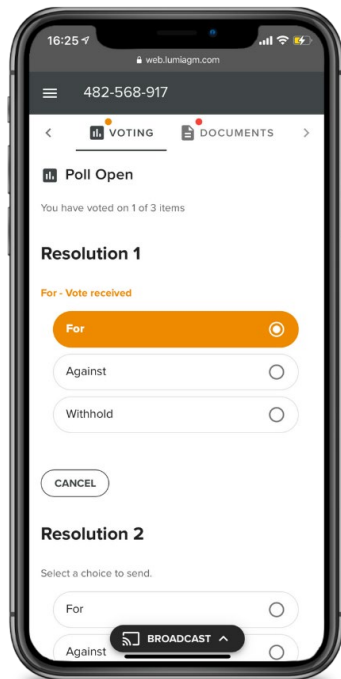 16:25
web.lumiagm.com
482-568-917
VOTING
DOCUMENTS
Poll Open
You have voted on 1 of 3 items
Resolution 1
For - Vote received
For
Against
Withhold
CANCEL
Resolution 2
Select a choice to send.
For
BROADCAST
Against